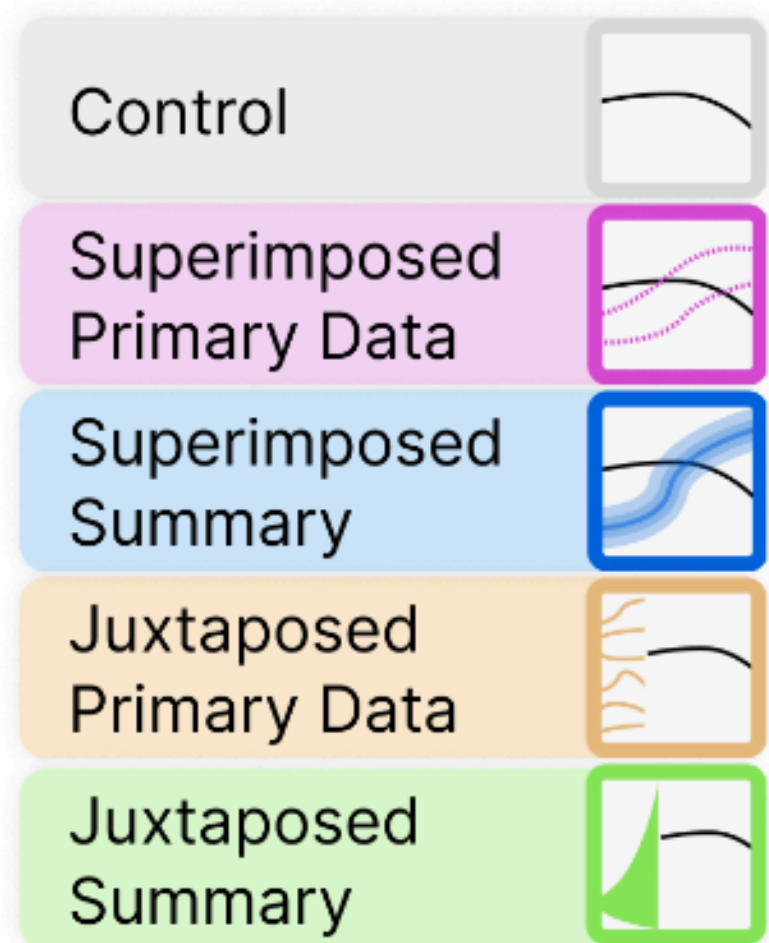 Control
Superimposed
Primary Data
Superimposed
Summary
Juxtaposed
Primary Data
Juxtaposed
Summary